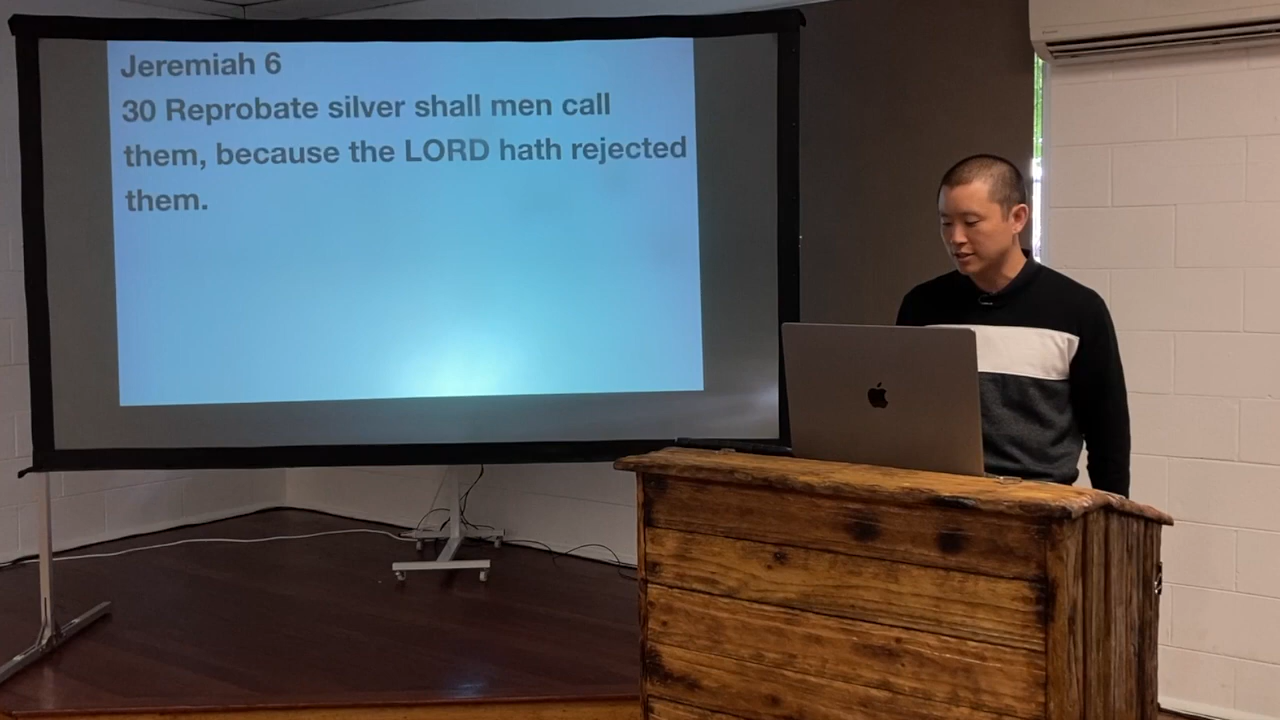 Jeremiah 6
30 Reprobate silver shall men call
them, because the LORD hath rejected
them.